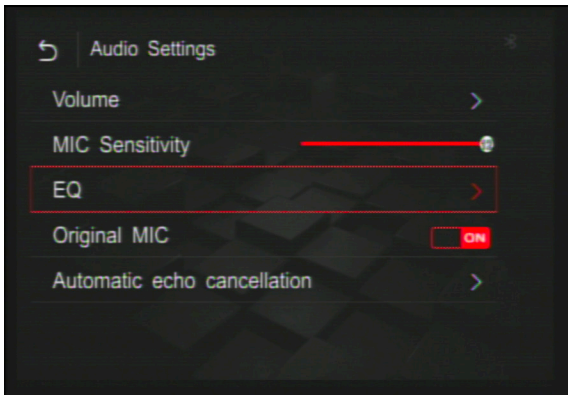 Audio Settings
Volume
MIC Sensitivity
EQ
Original MIC
ON
Automatic echo cancellation